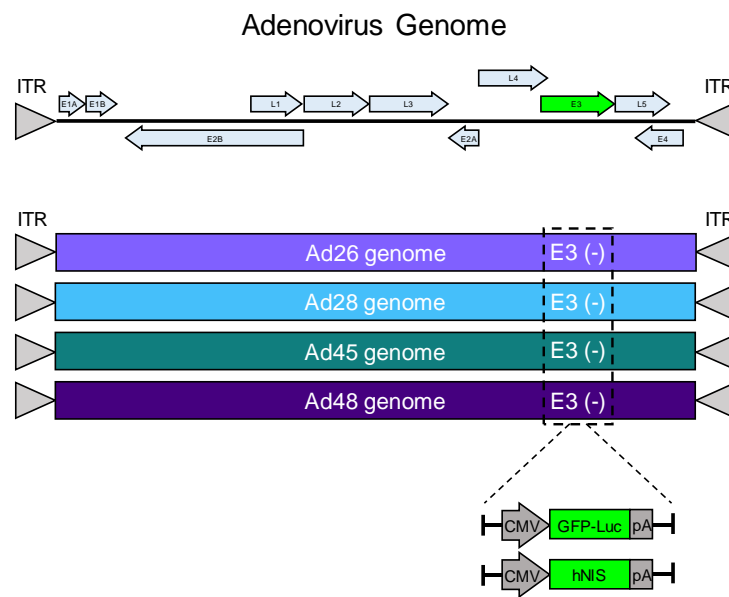 Adenovirus Genome
ITR ITR
L4
E1A E1B L1 L2 L3 E3 L5
E2B E2A E4
ITR ITR
Ad26 genome E3 (-)
Ad28 genome E3 (-)
Ad45 genome E3 (-)
Ad48 genome E3 (-)
CMV GFP-Luc pA
CMV hNIS pA